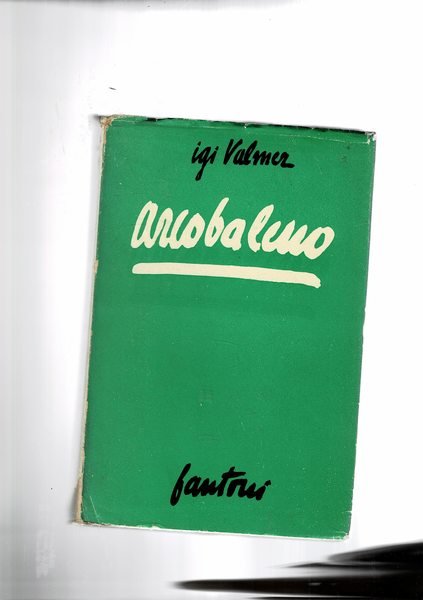 igi Valmer
arcobaleno
fantoni